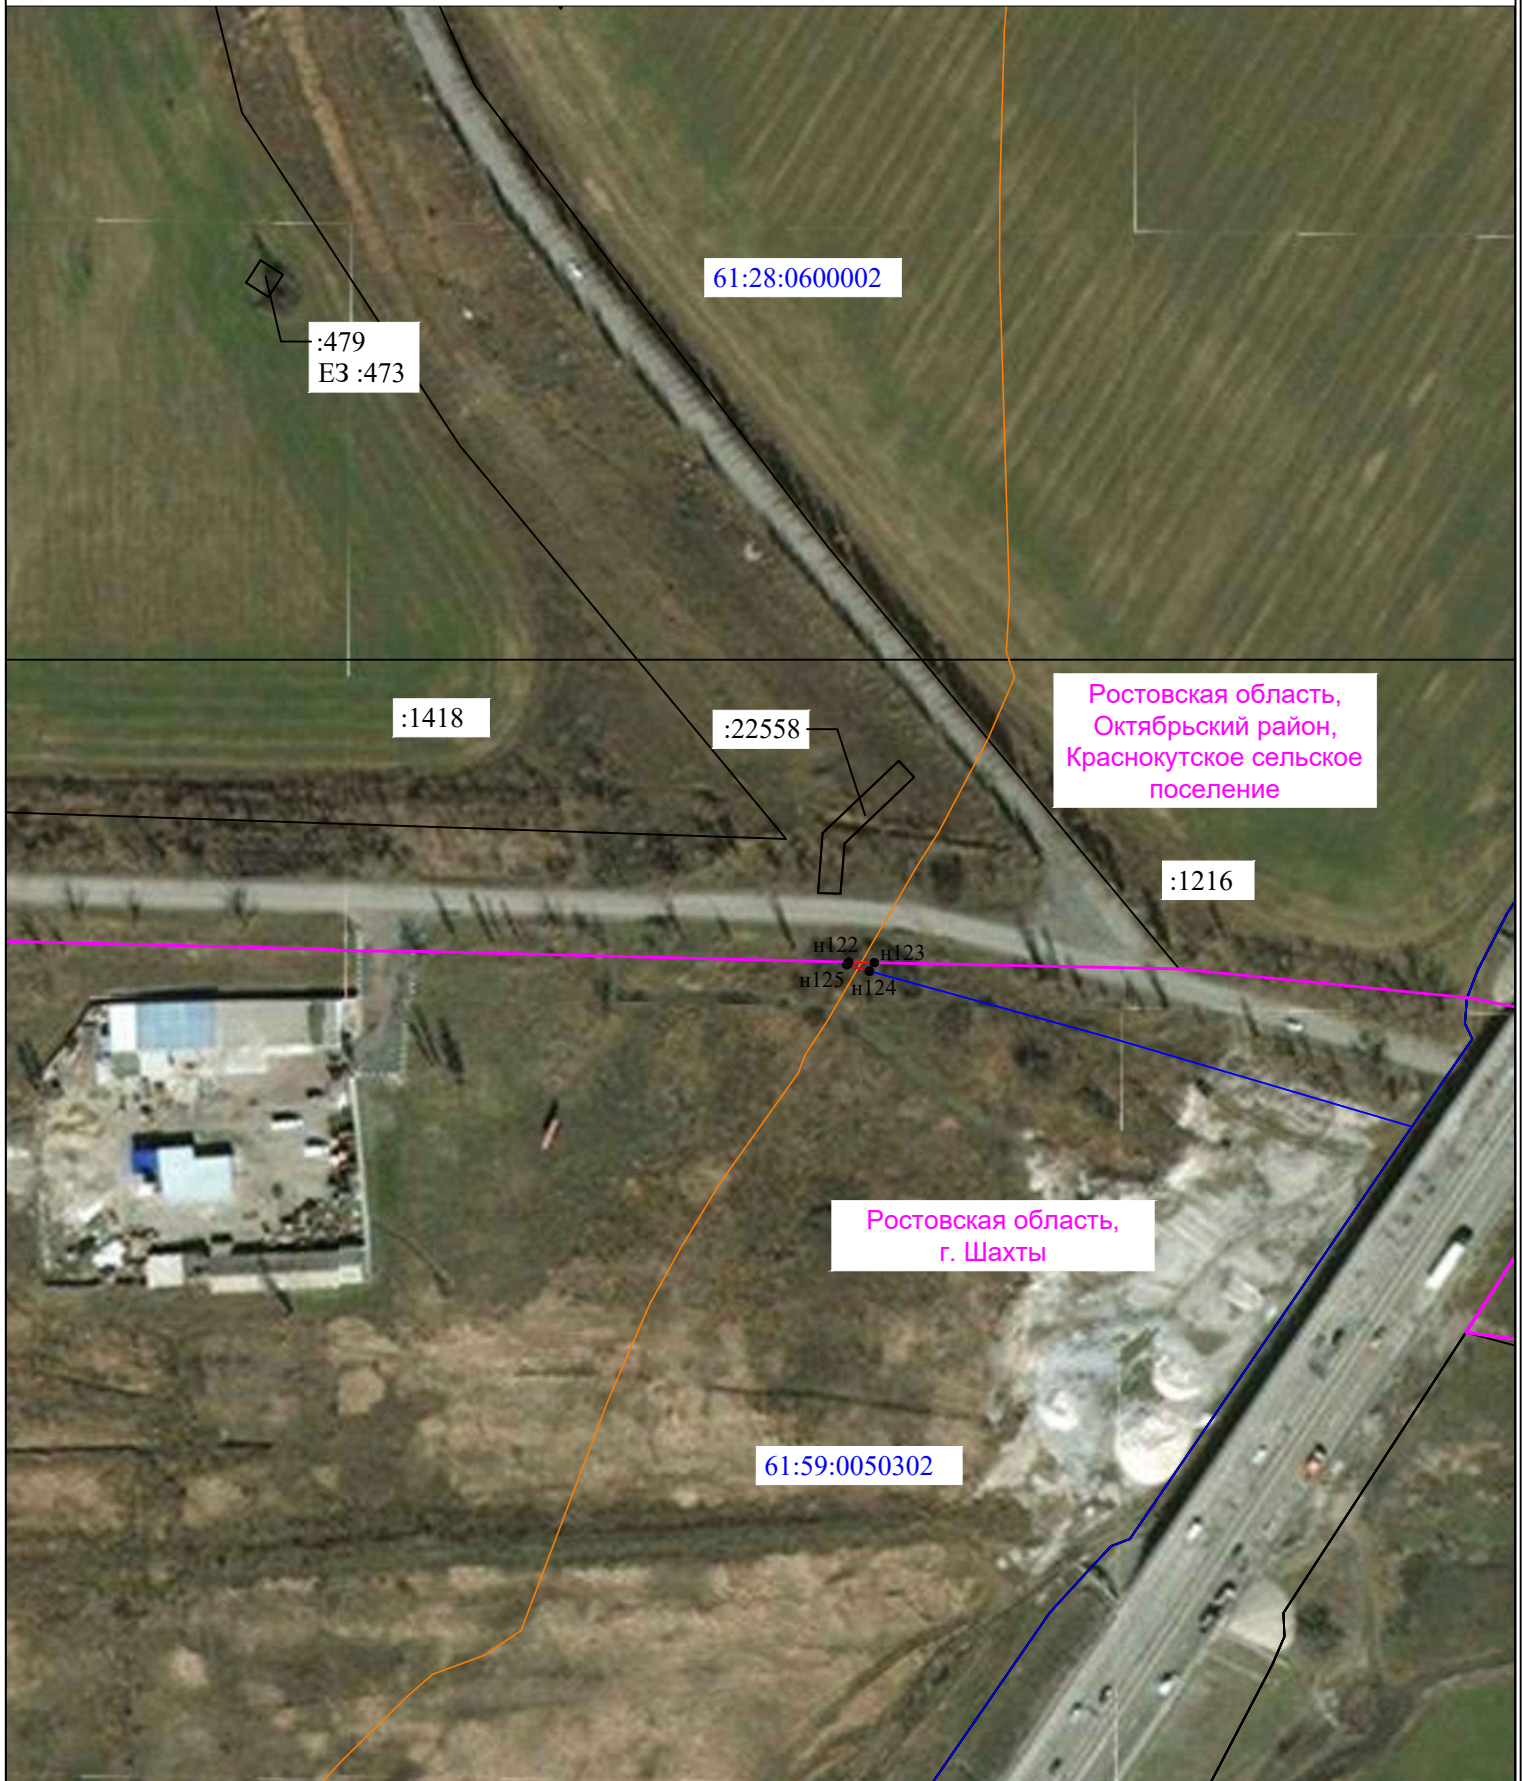 61:28:0600002
:479
ЕЗ :473
Ростовская область,
Октябрьский район,
Краснокутское сельское
поселение
:1418
:22558
:1216
н122
н123
н125
н124
Ростовская область,
г. Шахты
61:59:0050302